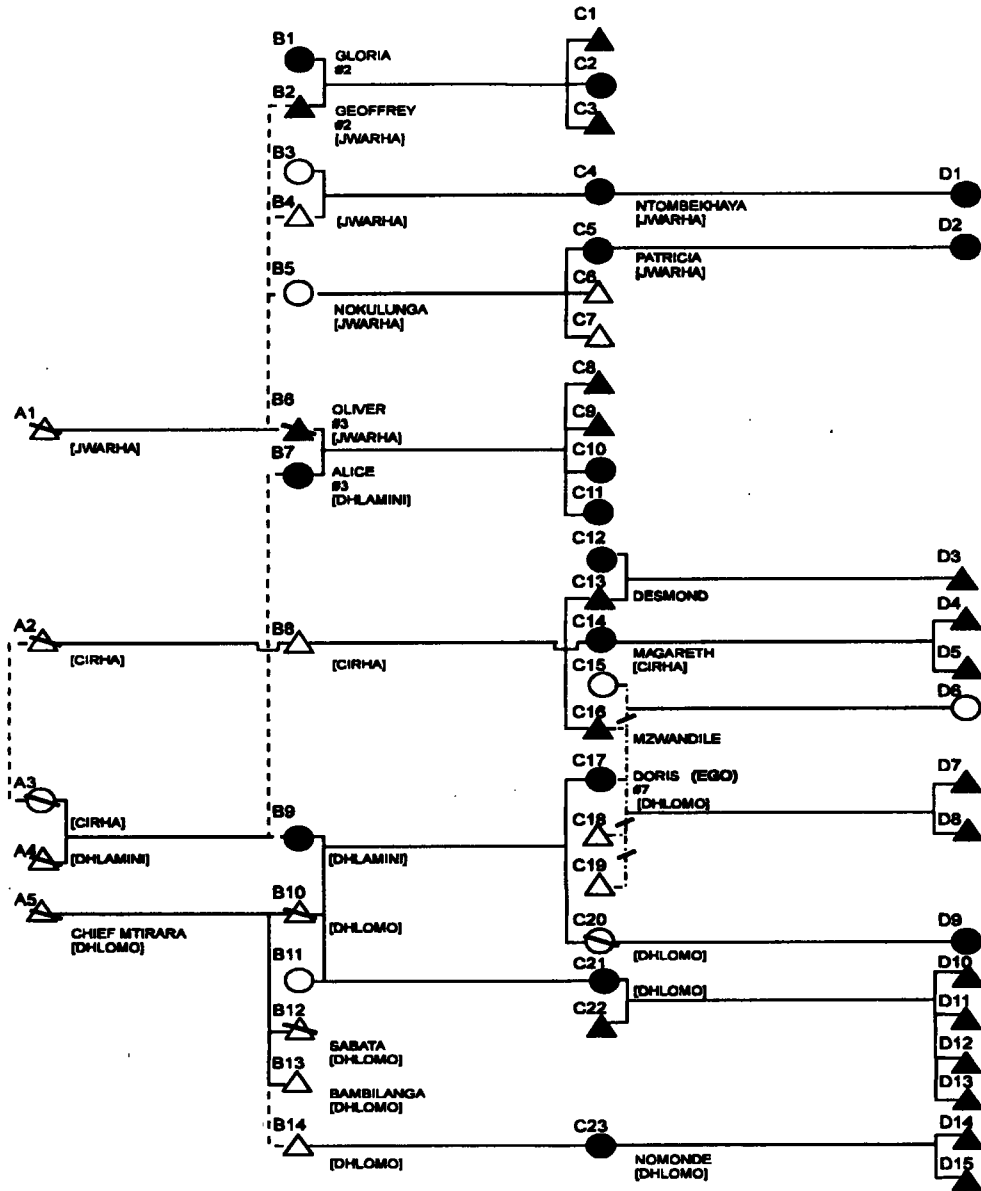 B1
GLORIA
#2
B2
GEOFFREY
#2
[JWARHA]
C1
C2
C3
B3
B4
[JWARHA]
C4
NTOMBEKHAYA
[JWARHA]
D1
B5
NOKULUNGA
[JWARHA]
C5
PATRICIA
[JWARHA]
D2
C6
C7
A1
[JWARHA]
B6
OLIVER
#3
[JWARHA]
B7
ALICE
#3
[DHLAMINI]
C8
C9
C10
C11
C12
C13
DESMOND
D3
A2
[CIRHA]
B8
[CIRHA]
C14
MAGARETH
[CIRHA]
D4
D5
C15
C16
MZWANDILE
D6
A3
[CIRHA]
A4
[DHLAMINI]
B9
[DHLAMINI]
C17
DORIS (EGO)
#7
[DHLOMO]
D7
D8
C18
C19
A5
CHIEF MTIRARA
[DHLOMO]
B10
[DHLOMO]
C20
[DHLOMO]
D9
B11
C21
[DHLOMO]
C22
D10
D11
D12
D13
B12
SABATA
[DHLOMO]
B13
BAMBILANGA
[DHLOMO]
B14
[DHLOMO]
C23
NOMONDE
[DHLOMO]
D14
D15